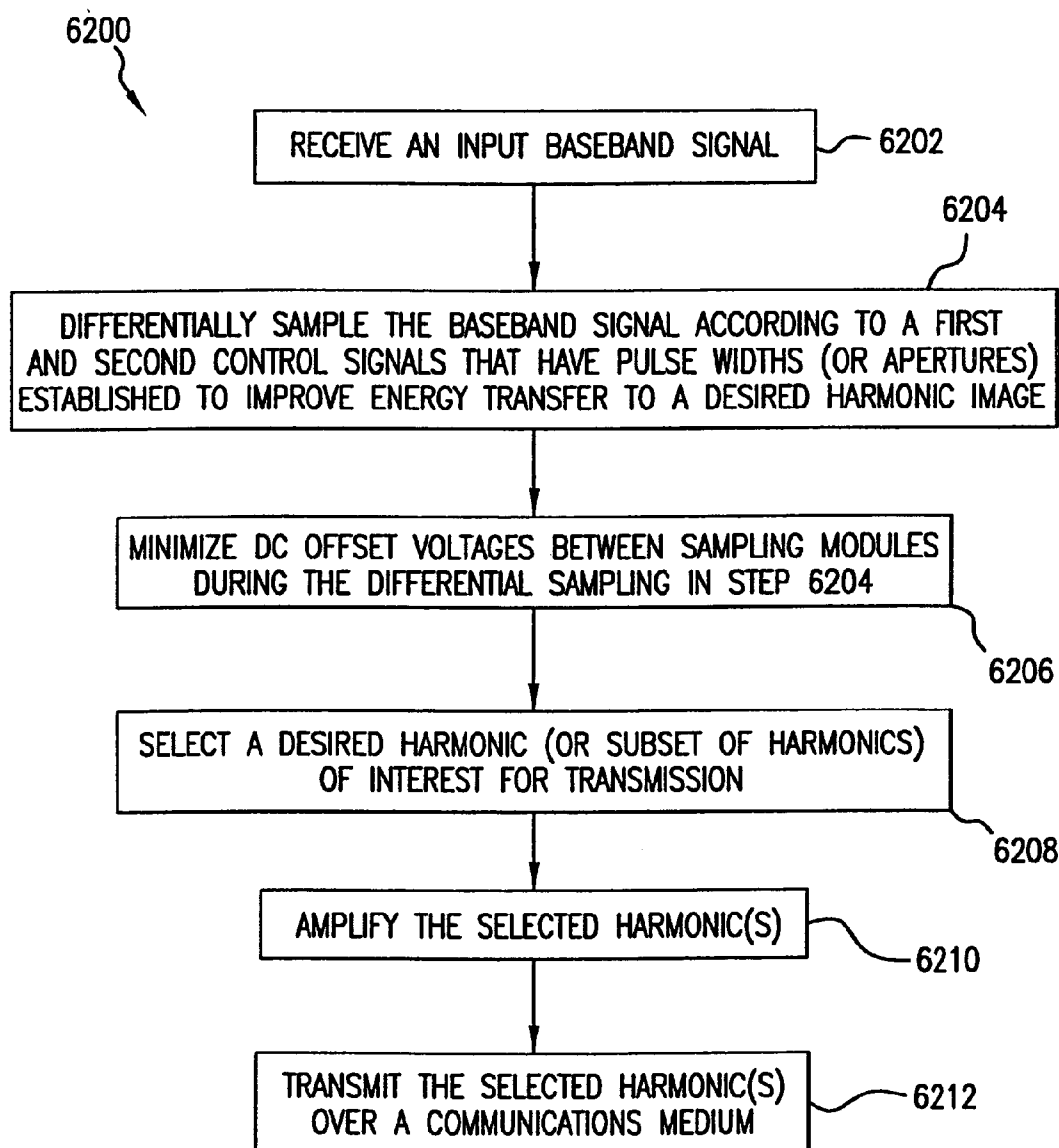 6200
RECEIVE AN INPUT BASEBAND SIGNAL
6202
6204
DIFFERENTIALLY SAMPLE THE BASEBAND SIGNAL ACCORDING TO A FIRST
AND SECOND CONTROL SIGNALS THAT HAVE PULSE WIDTHS (OR APERTURES)
ESTABLISHED TO IMPROVE ENERGY TRANSFER TO A DESIRED HARMONIC IMAGE
MINIMIZE DC OFFSET VOLTAGES BETWEEN SAMPLING MODULES
DURING THE DIFFERENTIAL SAMPLING IN STEP 6204
6206
SELECT A DESIRED HARMONIC (OR SUBSET OF HARMONICS)
OF INTEREST FOR TRANSMISSION
6208
AMPLIFY THE SELECTED HARMONIC(S)
6210
TRANSMIT THE SELECTED HARMONIC(S)
OVER A COMMUNICATIONS MEDIUM
6212